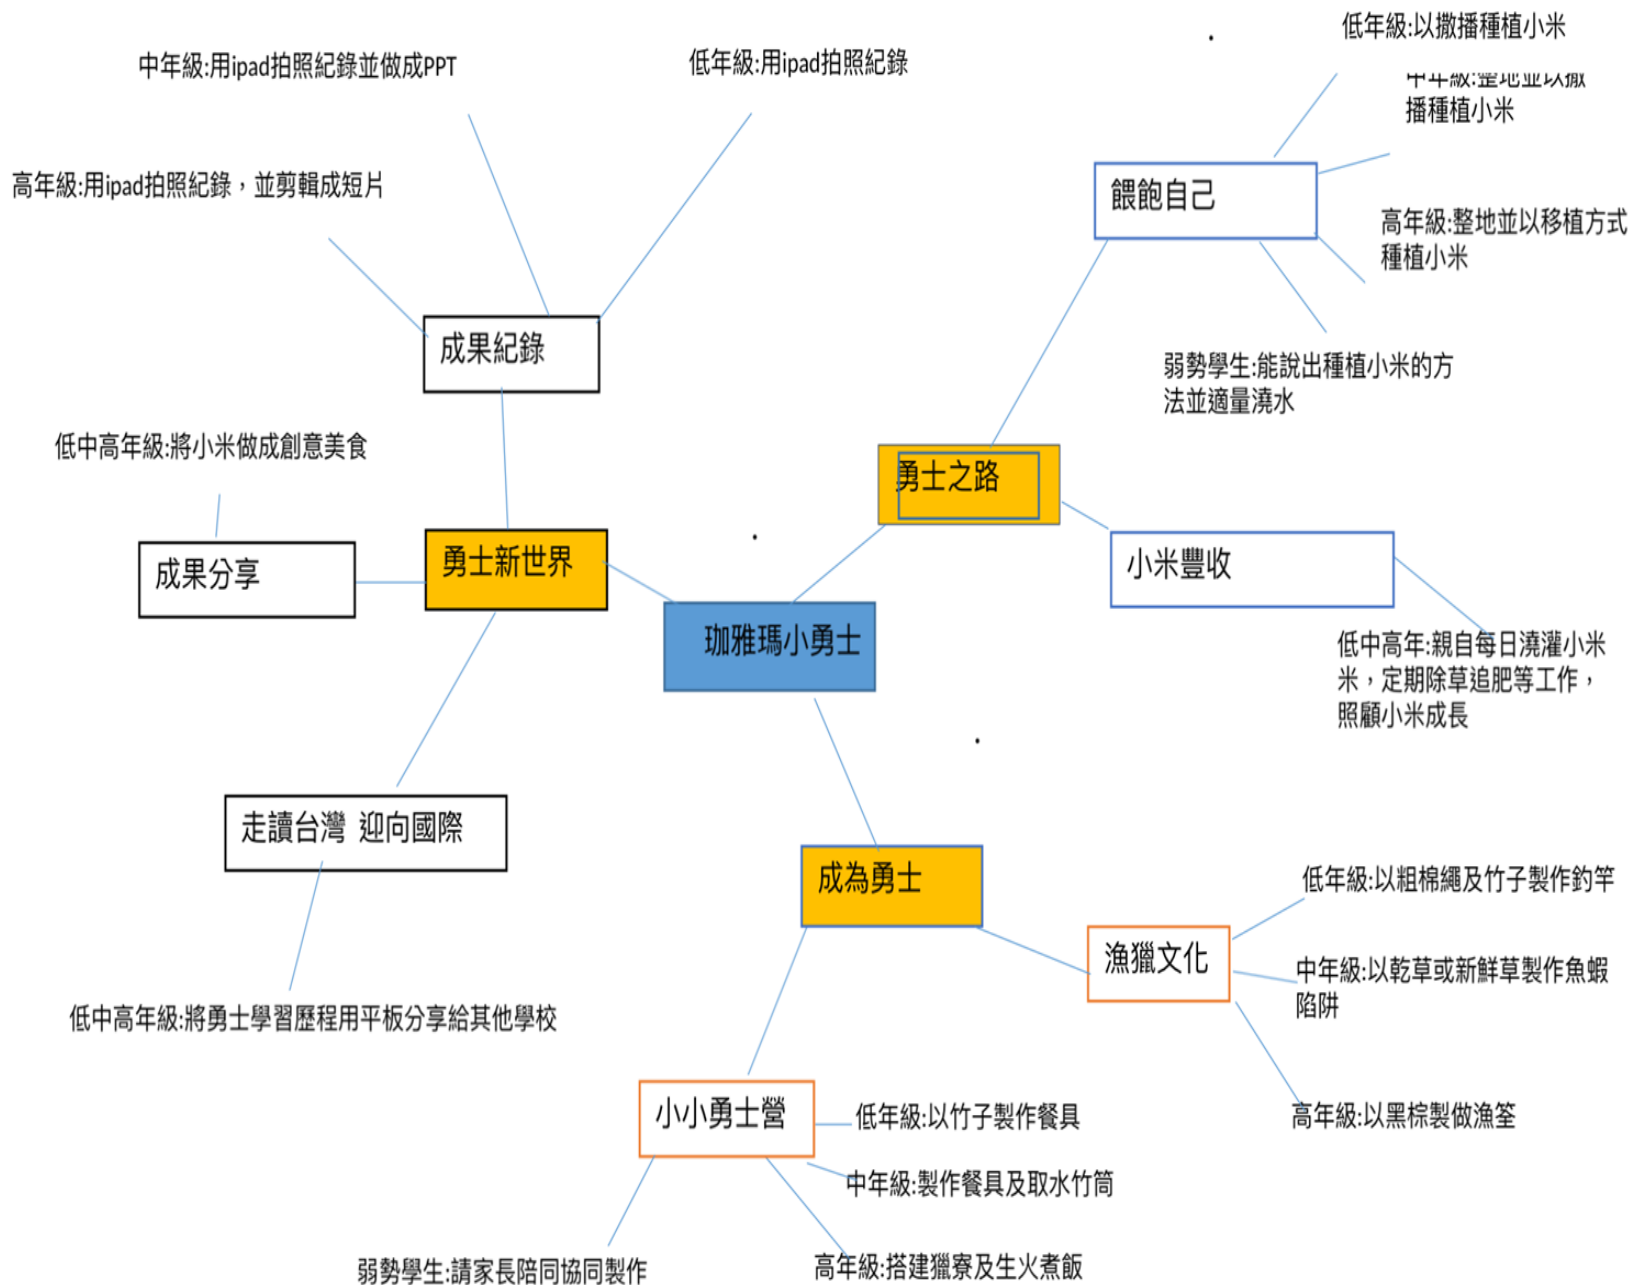 低年級:以撒播種植小米
中年級:用ipad拍照紀錄並做成PPT
低年級:用ipad拍照紀錄
中年級:整地並以撒
播種植小米
高年級:用ipad拍照紀錄，並剪輯成短片
餵飽自己
高年級:整地並以移植方式
種植小米
成果紀錄
弱勢學生:能說出種植小米的方
法並適量澆水
低中高年級:將小米做成創意美食
勇士之路
成果分享
勇士新世界
小米豐收
珈雅瑪小勇士
低中高年:親自每日澆灌小米
米，定期除草追肥等工作，
照顧小米成長
走讀台灣 迎向國際
成為勇士
低年級:以粗棉繩及竹子製作釣竿
漁獵文化
中年級:以乾草或新鮮草製作魚蝦
陷阱
低中高年級:將勇士學習歷程用平板分享給其他學校
小小勇士營
低年級:以竹子製作餐具
高年級:以黑棕製做漁筌
中年級:製作餐具及取水竹筒
弱勢學生:請家長陪同協同製作
高年級:搭建獵寮及生火煮飯